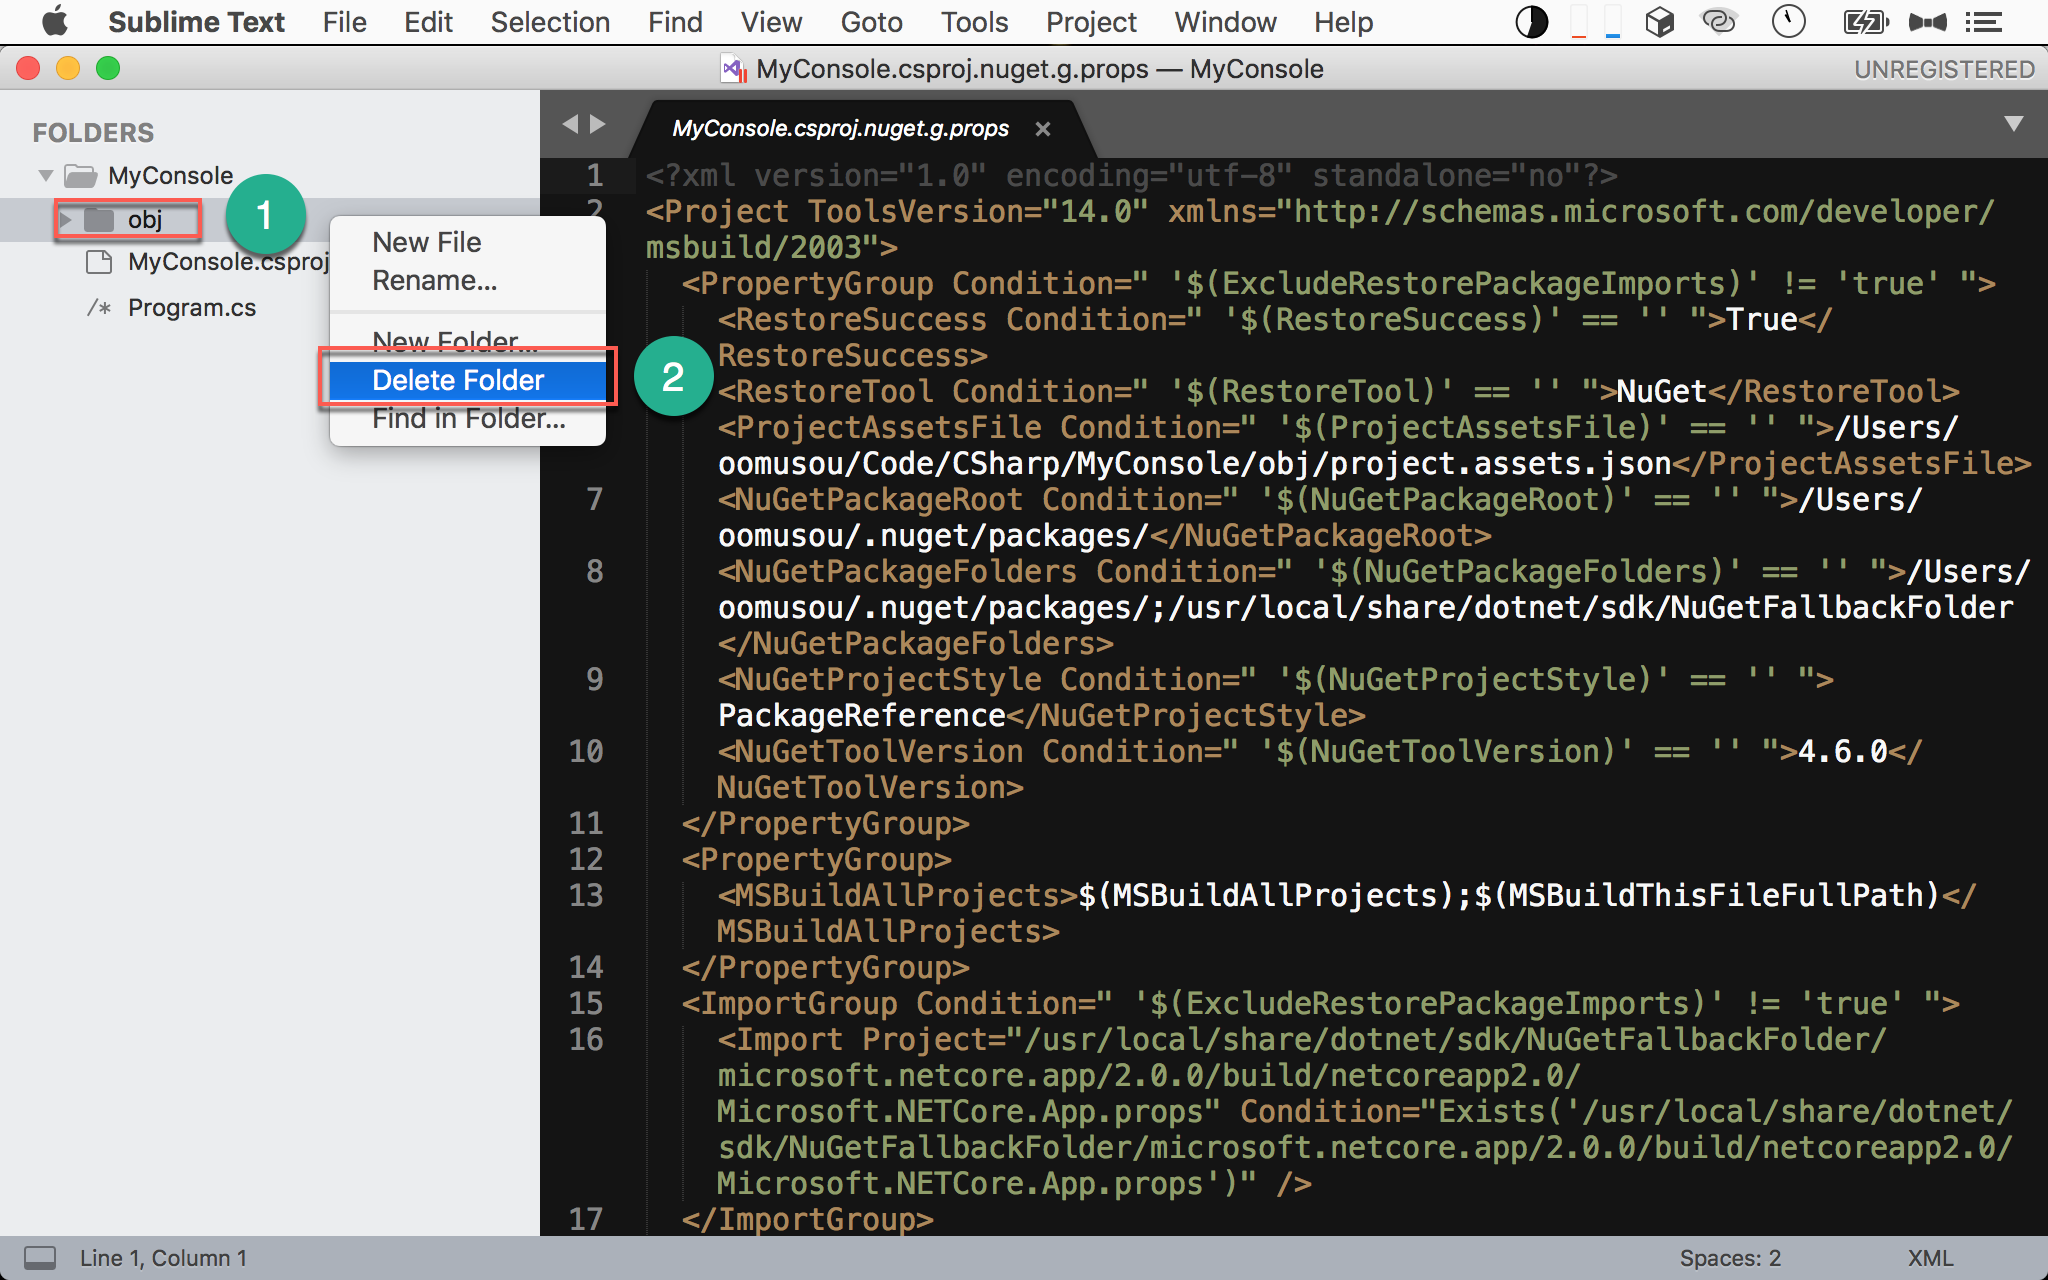 Sublime Text File Edit Selection Find View Goto Tools Project Window Help
MyConsole.csproj.nuget.g.props — MyConsole
UNREGISTERED
FOLDERS
MyConsole
obj
1
MyConsole.csproj
/* Program.cs
New File
Rename...
New Folder...
Delete Folder
2
Find in Folder...
MyConsole.csproj.nuget.g.props ×
1 <?xml version="1.0" encoding="utf-8" standalone="no"?>
2 <Project ToolsVersion="14.0" xmlns="http://schemas.microsoft.com/developer/
msbuild/2003">
<PropertyGroup Condition=" '$(ExcludeRestorePackageImports)' != 'true' ">
<RestoreSuccess Condition=" '$(RestoreSuccess)' == '' ">True</
RestoreSuccess>
<RestoreTool Condition=" '$(RestoreTool)' == '' ">NuGet</RestoreTool>
<ProjectAssetsFile Condition=" '$(ProjectAssetsFile)' == '' ">/Users/
oomusou/Code/CSharp/MyConsole/obj/project.assets.json</ProjectAssetsFile>
7 <NuGetPackageRoot Condition=" '$(NuGetPackageRoot)' == '' ">/Users/
oomusou/.nuget/packages/</NuGetPackageRoot>
8 <NuGetPackageFolders Condition=" '$(NuGetPackageFolders)' == '' ">/Users/
oomusou/.nuget/packages/;/usr/local/share/dotnet/sdk/NuGetFallbackFolder
</NuGetPackageFolders>
9 <NuGetProjectStyle Condition=" '$(NuGetProjectStyle)' == '' ">
PackageReference</NuGetProjectStyle>
10 <NuGetToolVersion Condition=" '$(NuGetToolVersion)' == '' ">4.6.0</
NuGetToolVersion>
11 </PropertyGroup>
12 <PropertyGroup>
13 <MSBuildAllProjects>$(MSBuildAllProjects);$(MSBuildThisFileFullPath)</
MSBuildAllProjects>
14 </PropertyGroup>
15 <ImportGroup Condition=" '$(ExcludeRestorePackageImports)' != 'true' ">
16 <Import Project="/usr/local/share/dotnet/sdk/NuGetFallbackFolder/
microsoft.netcore.app/2.0.0/build/netcoreapp2.0/
Microsoft.NETCore.App.props" Condition="Exists('/usr/local/share/dotnet/
sdk/NuGetFallbackFolder/microsoft.netcore.app/2.0.0/build/netcoreapp2.0/
Microsoft.NETCore.App.props')" />
17 </ImportGroup>
Line 1, Column 1
Spaces: 2
XML